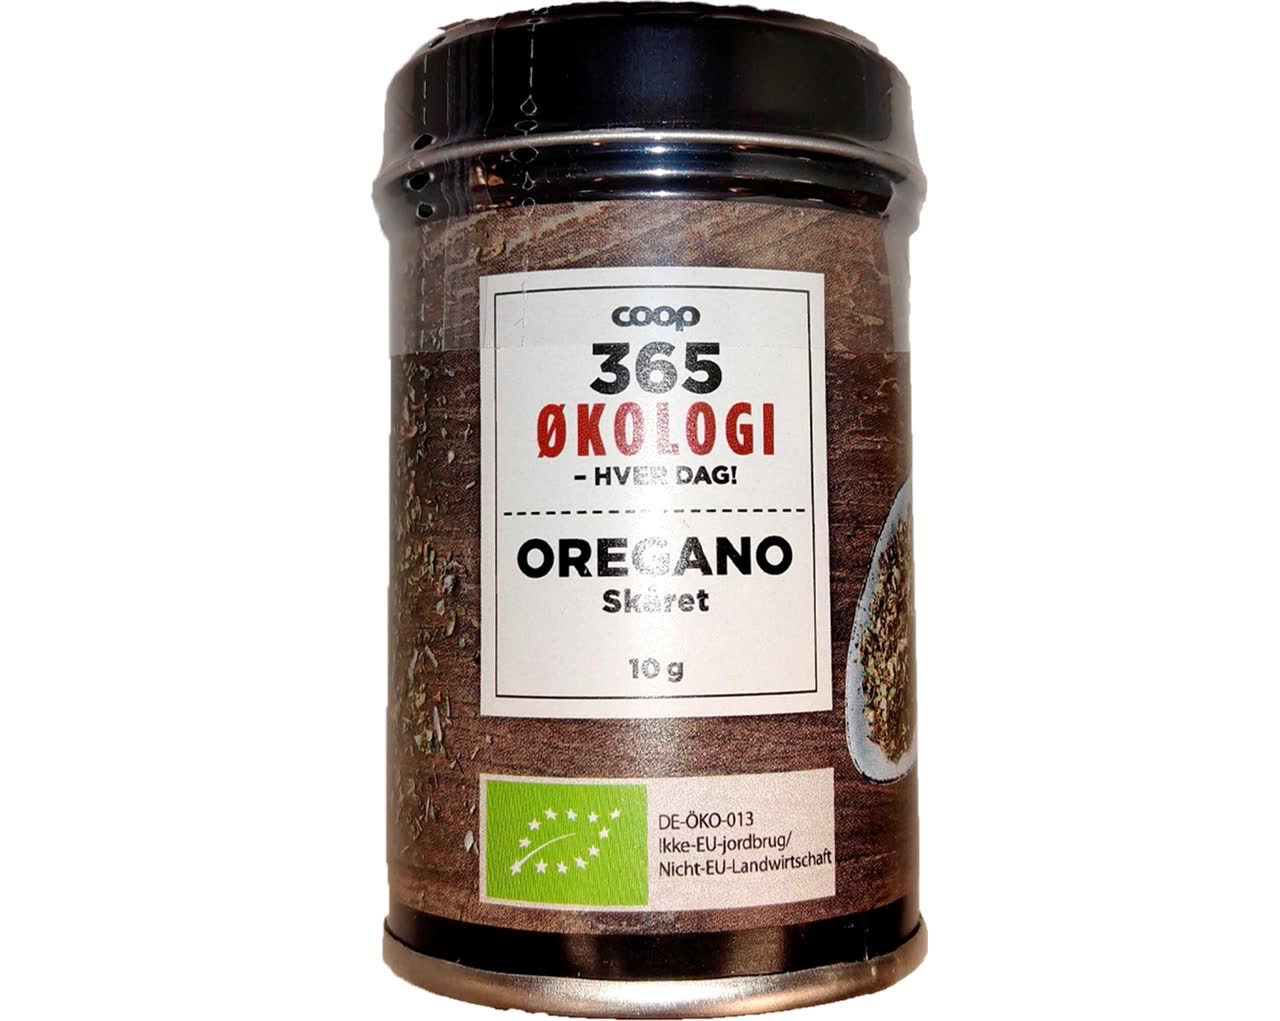 coop
365
ØKOLOGI
– HVER DAG!
OREGANO
Skåret
10 g
DE-ÖKO-013
Ikke-EU-jordbrug/
Nicht-EU-Landwirtschaft